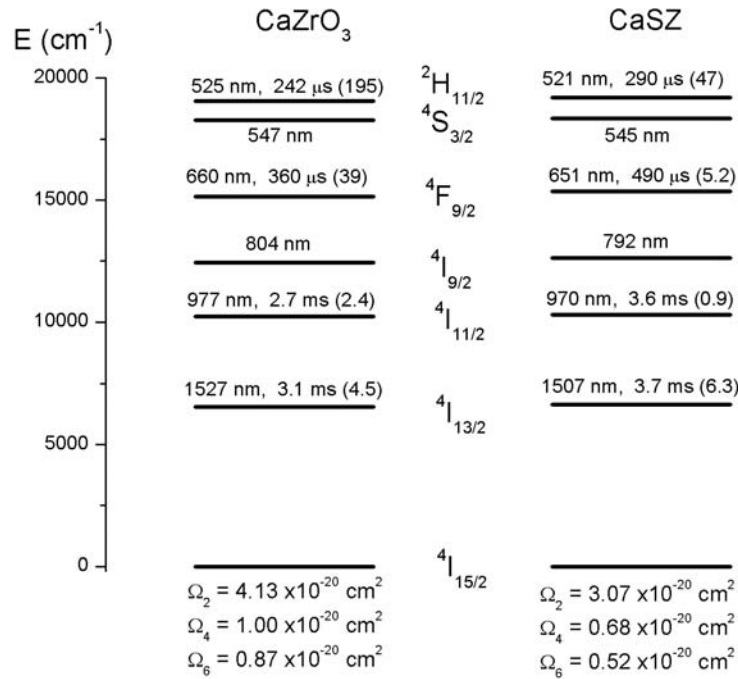 CaZrO₃ CaSZ
E (cm⁻¹)
20000
525 nm, 242 μs (195) ²H₁₁/₂ 521 nm, 290 μs (47)
547 nm ⁴S₃/₂ 545 nm
660 nm, 360 μs (39) 651 nm, 490 μs (5.2)
15000 ⁴F₉/₂
804 nm 792 nm
⁴I₉/₂
977 nm, 2.7 ms (2.4) 970 nm, 3.6 ms (0.9)
10000 ⁴I₁₁/₂
1527 nm, 3.1 ms (4.5) 1507 nm, 3.7 ms (6.3)
⁴I₁₃/₂
5000
0 ⁴I₁₅/₂
Ω₂ = 4.13 x10⁻²⁰ cm² Ω₂ = 3.07 x10⁻²⁰ cm²
Ω₄ = 1.00 x10⁻²⁰ cm² Ω₄ = 0.68 x10⁻²⁰ cm²
Ω₆ = 0.87 x10⁻²⁰ cm² Ω₆ = 0.52 x10⁻²⁰ cm²